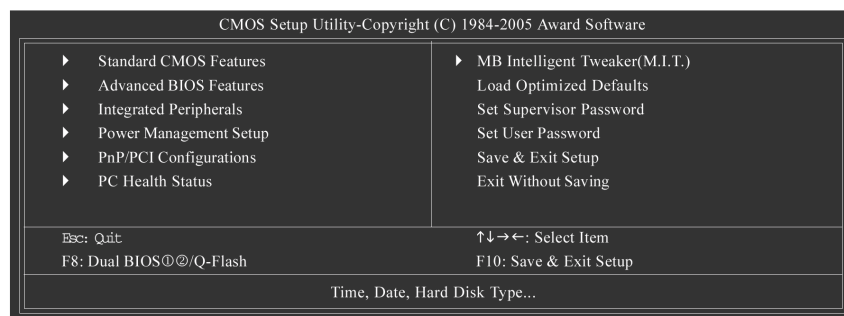 CMOS Setup Utility-Copyright (C) 1984-2005 Award Software
▶ Standard CMOS Features
▶ Advanced BIOS Features
▶ Integrated Peripherals
▶ Power Management Setup
▶ PnP/PCI Configurations
▶ PC Health Status
▶ MB Intelligent Tweaker(M.I.T.)
Load Optimized Defaults
Set Supervisor Password
Set User Password
Save & Exit Setup
Exit Without Saving
Esc: Quit
↑↓→←: Select Item
F8: Dual BIOS①②/Q-Flash
F10: Save & Exit Setup
Time, Date, Hard Disk Type...